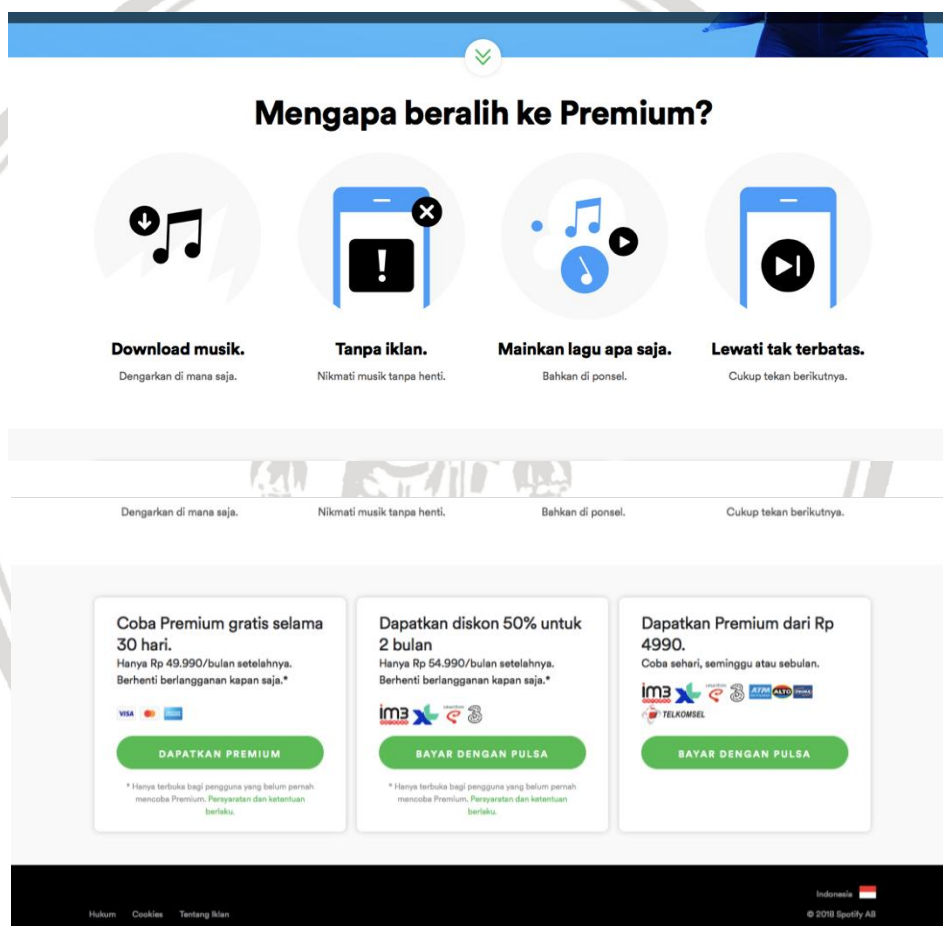 Mengapa beralih ke Premium?
Download musik.
Dengarkan di mana saja.
Tanpa iklan.
Nikmati musik tanpa henti.
Mainkan lagu apa saja.
Bahkan di ponsel.
Lewati tak terbatas.
Cukup tekan berikutnya.
Dengarkan di mana saja.
Nikmati musik tanpa henti.
Bahkan di ponsel.
Cukup tekan berikutnya.
Coba Premium gratis selama
30 hari.
Hanya Rp 49.990/bulan setelahnya.
Berhenti berlangganan kapan saja.*
VISA
DAPATKAN PREMIUM
* Hanya terbuka bagi pengguna yang belum pernah
mencoba Premium. Persyaratan dan ketentuan
berlaku.
Dapatkan diskon 50% untuk
2 bulan
Hanya Rp 54.990/bulan setelahnya.
Berhenti berlangganan kapan saja.*
im3 XL 3
BAYAR DENGAN PULSA
* Hanya terbuka bagi pengguna yang belum pernah
mencoba Premium. Persyaratan dan ketentuan
berlaku.
Dapatkan Premium dari Rp
4990.
Coba sehari, seminggu atau sebulan.
im3 XL 3 ATM ALTO
TELKOMSEL
BAYAR DENGAN PULSA
Indonesia
Hukum Cookies Tentang Iklan
© 2018 Spotify AB